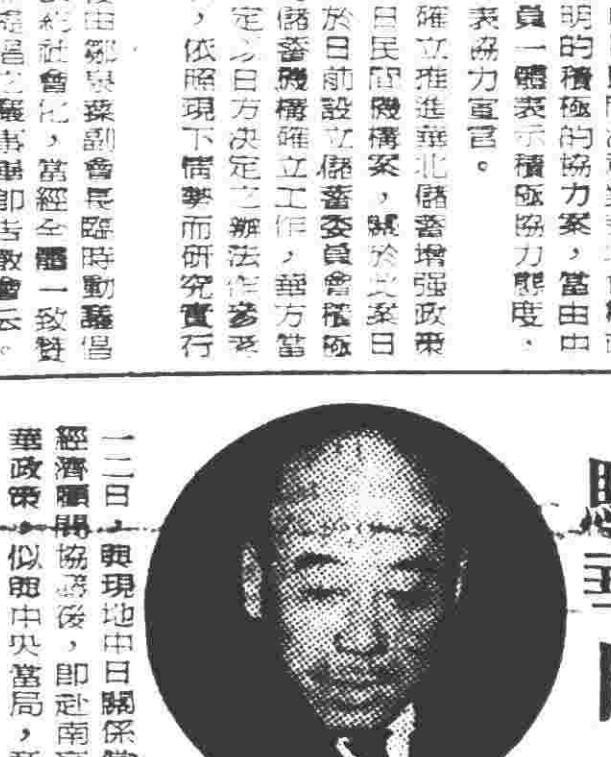 明的積極的協力案，當由中
員一體表示積極協力態度，
表協力宣言。
確立推進華北儲蓄增强政策
日民間機構案，關於此案日
於日前設立儲蓄委員會積極
儲蓄機構確立工作，華方當
定以日方决定之辦法作參考
，依照現下情勢而研究實行
由鄒泉蓀副會長臨時動議倡
約社會化，當經全體一致贊
之議事畢即告散會云。
一二日，與現地中日關係
經濟顧問協議後，即赴南
華政策，似與中央當局，